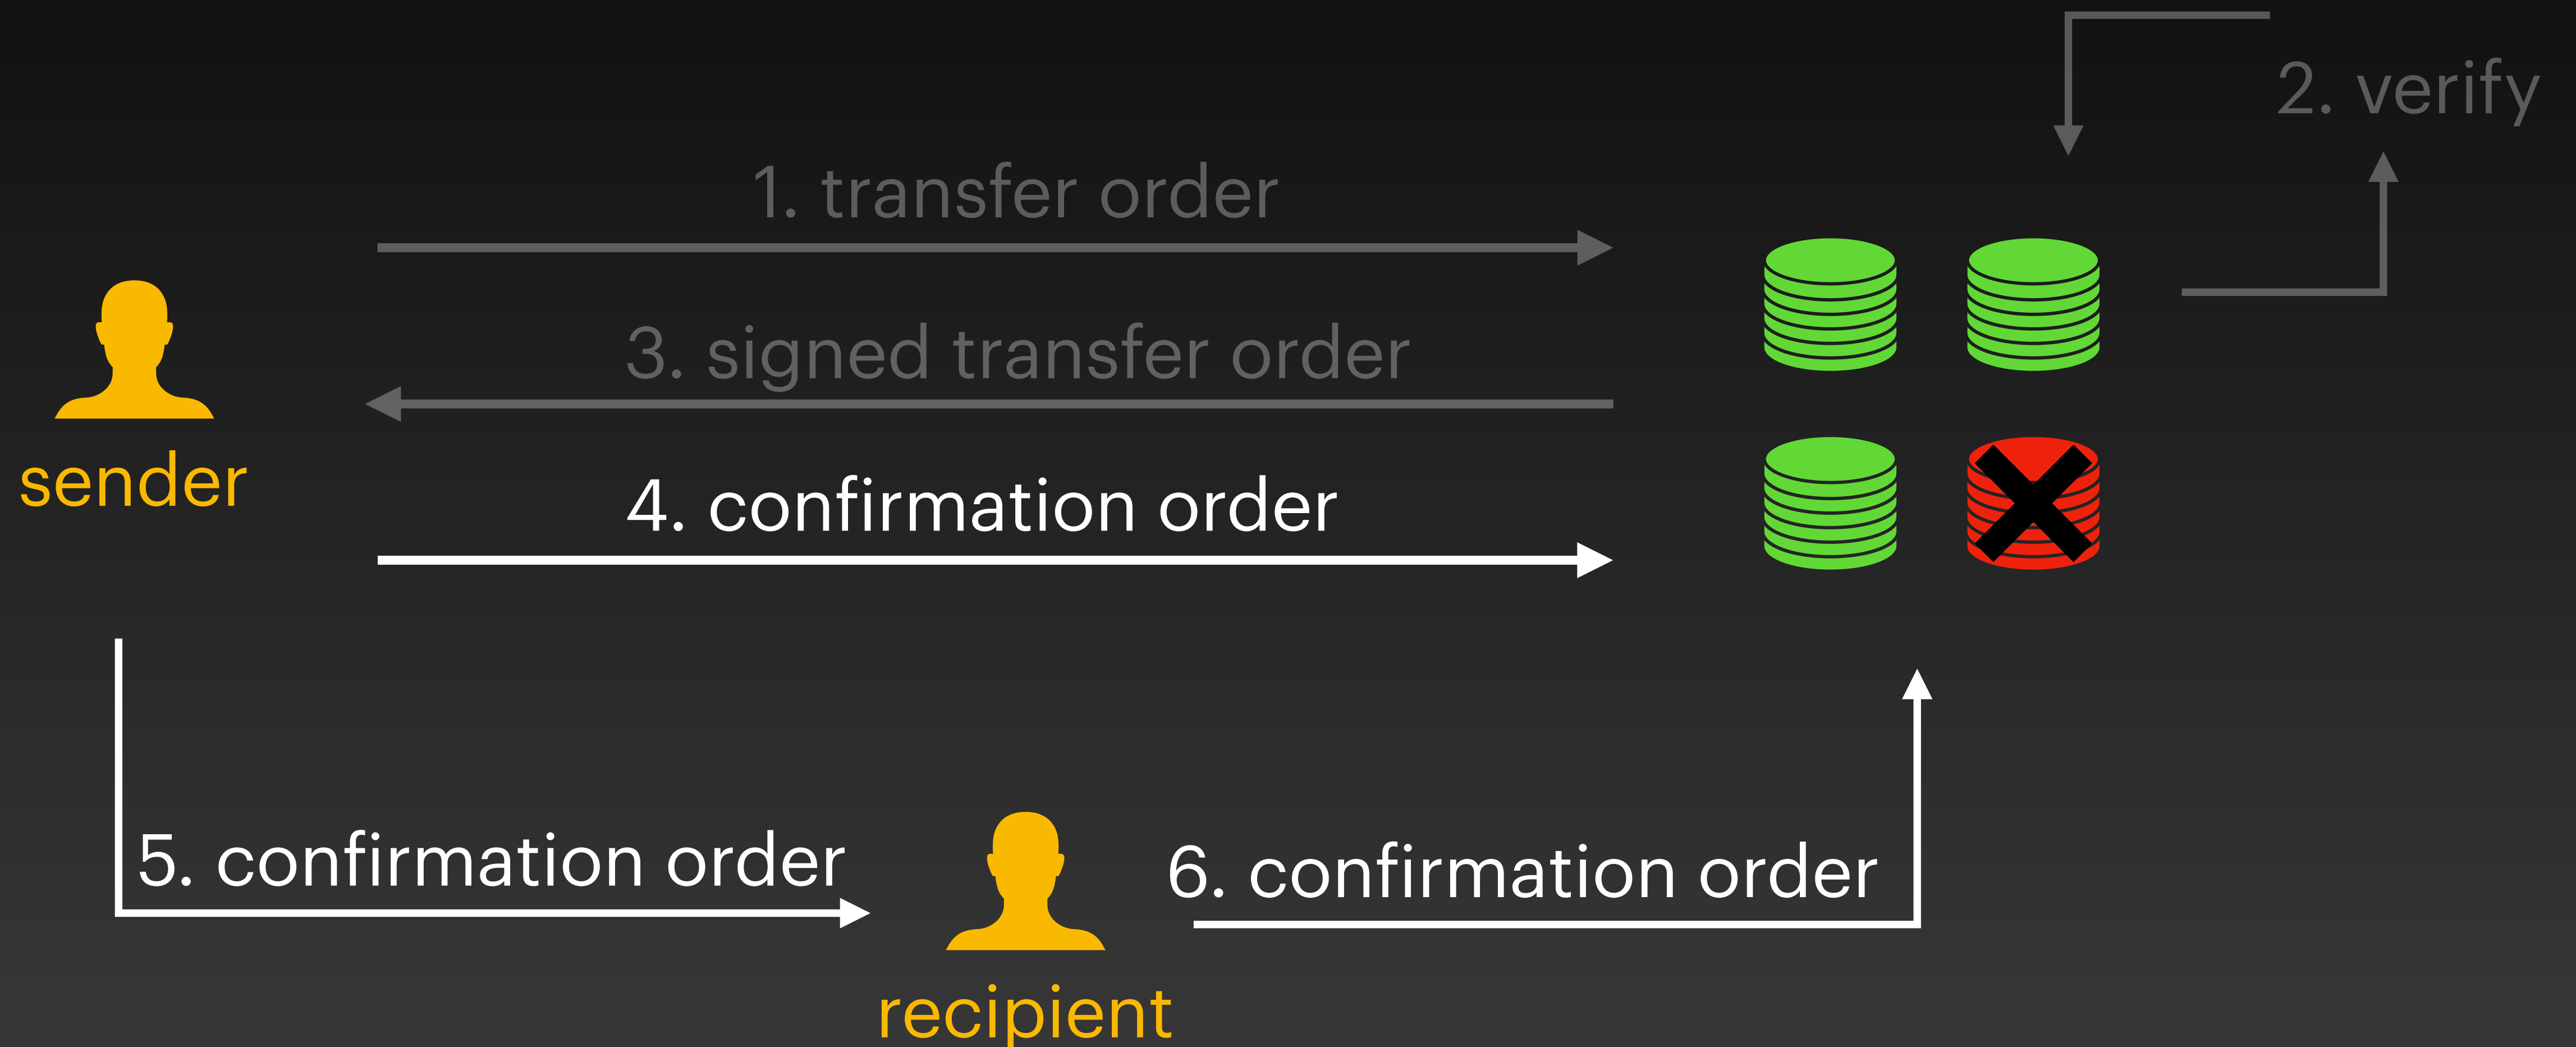 2. verify
1. transfer order
3. signed transfer order
sender
4. confirmation order
5. confirmation order
6. confirmation order
recipient